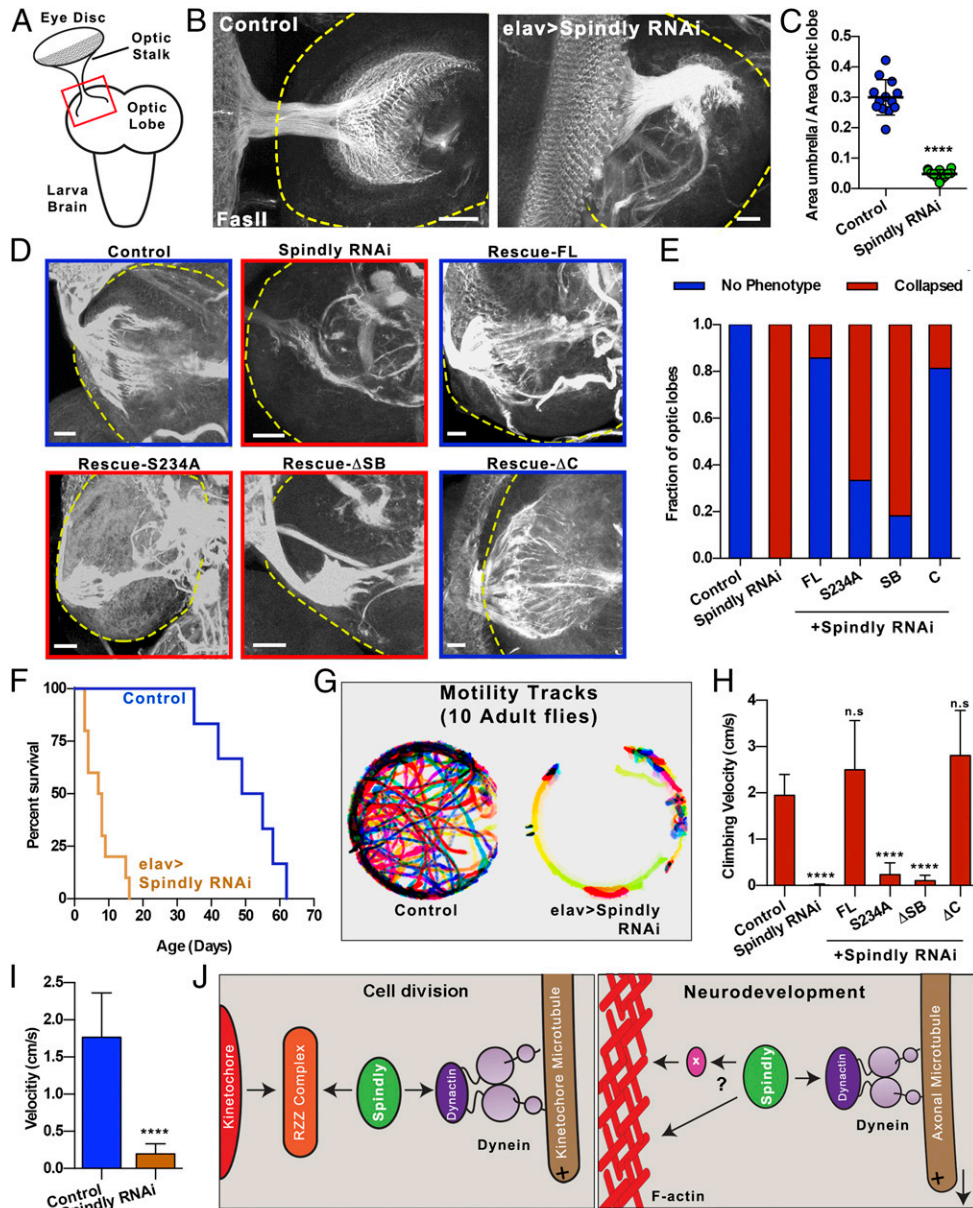 A
Eye Disc
Optic
Stalk
Optic
Lobe
Larva
Brain
B
Control
FasII
elav>Spindly RNAi
C
Area umbrella / Area Optic lobe
0.5
0.4
0.3
0.2
0.1
0.0
****
Control
Spindly RNAi
D
Control
Spindly RNAi
Rescue-FL
Rescue-S234A
Rescue-ΔSB
Rescue-ΔC
E
No Phenotype
Collapsed
Fraction of optic lobes
1.0
0.8
0.6
0.4
0.2
0.0
Control
Spindly RNAi
FL
S234A
SB
C
+Spindly RNAi
F
Percent survival
100
75
50
25
0
Control
elav>
Spindly RNAi
0 10 20 30 40 50 60 70
Age (Days)
G
Motility Tracks
(10 Adult flies)
Control
elav>Spindly
RNAi
H
Climbing Velocity (cm/s)
4
3
2
1
0
****
n.s
****
****
n.s
Control
Spindly RNAi
FL
S234A
ΔSB
ΔC
+Spindly RNAi
I
Velocitiy (cm/s)
2.5
2.0
1.5
1.0
0.5
0.0
****
Control
Spindly RNAi
J
Cell division
Kinetochore
RZZ Complex
Spindly
Dynactin
Dynein
Kinetochore Microtubule
+
Neurodevelopment
F-actin
x
?
Spindly
Dynactin
Dynein
Axonal Microtubule
+